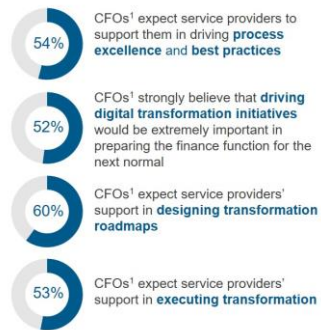 54%
CFOs¹ expect service providers to
support them in driving process
excellence and best practices
52%
CFOs¹ strongly believe that driving
digital transformation initiatives
would be extremely important in
preparing the finance function for the
next normal
60%
CFOs¹ expect service providers'
support in designing transformation
roadmaps
53%
CFOs¹ expect service providers'
support in executing transformation